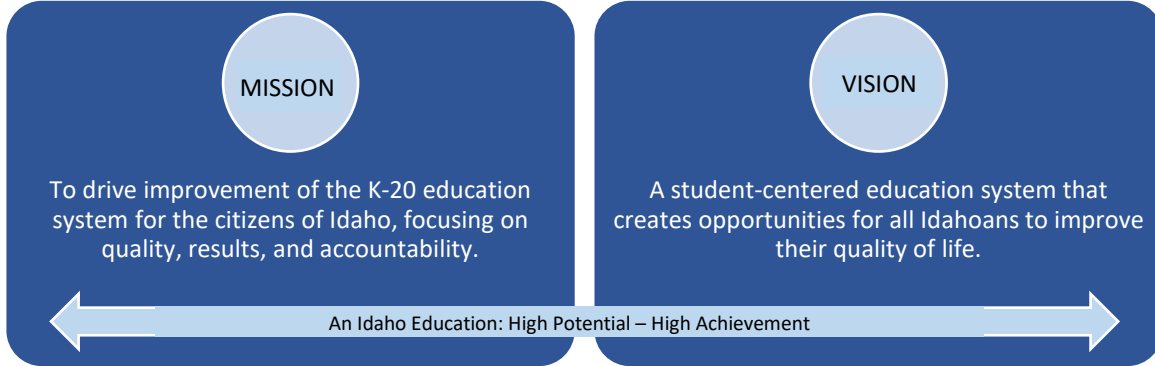 MISSION
To drive improvement of the K-20 education
system for the citizens of Idaho, focusing on
quality, results, and accountability.
VISION
A student-centered education system that
creates opportunities for all Idahoans to improve
their quality of life.
An Idaho Education: High Potential – High Achievement